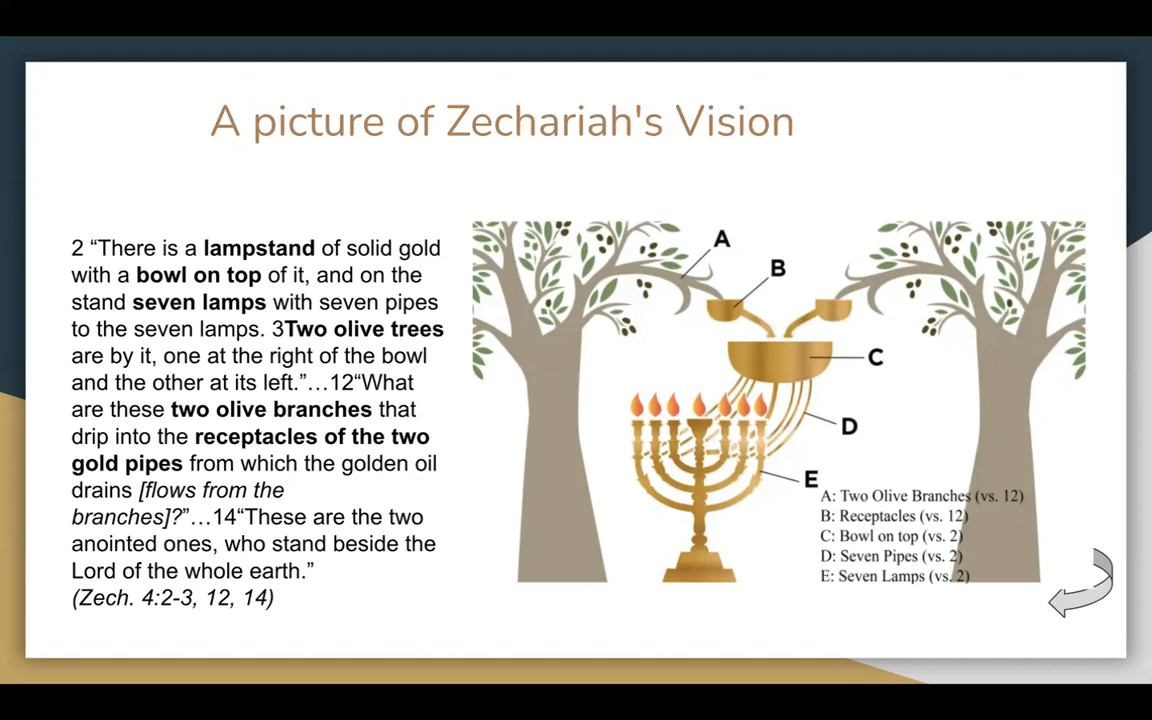 A picture of Zechariah's Vision
2 “There is a lampstand of solid gold
with a bowl on top of it, and on the
stand seven lamps with seven pipes
to the seven lamps. 3Two olive trees
are by it, one at the right of the bowl
and the other at its left.”…12“What
are these two olive branches that
drip into the receptacles of the two
gold pipes from which the golden oil
drains [flows from the
branches]?”…14“These are the two
anointed ones, who stand beside the
Lord of the whole earth.”
(Zech. 4:2-3, 12, 14)
A
B
C
D
E
A: Two Olive Branches (vs. 12)
B: Receptacles (vs. 12)
C: Bowl on top (vs. 2)
D: Seven Pipes (vs. 2)
E: Seven Lamps (vs. 2)